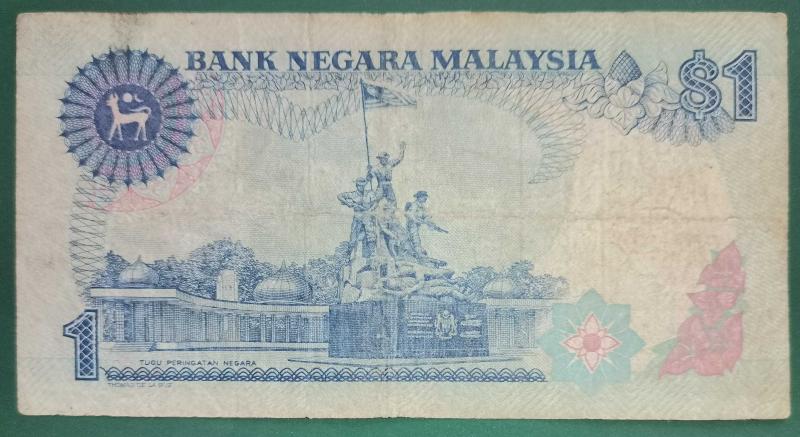 BANK NEGARA MALAYSIA
$1
1
TUGU PERINGATAN NEGARA
THOMAS DE LA RUE